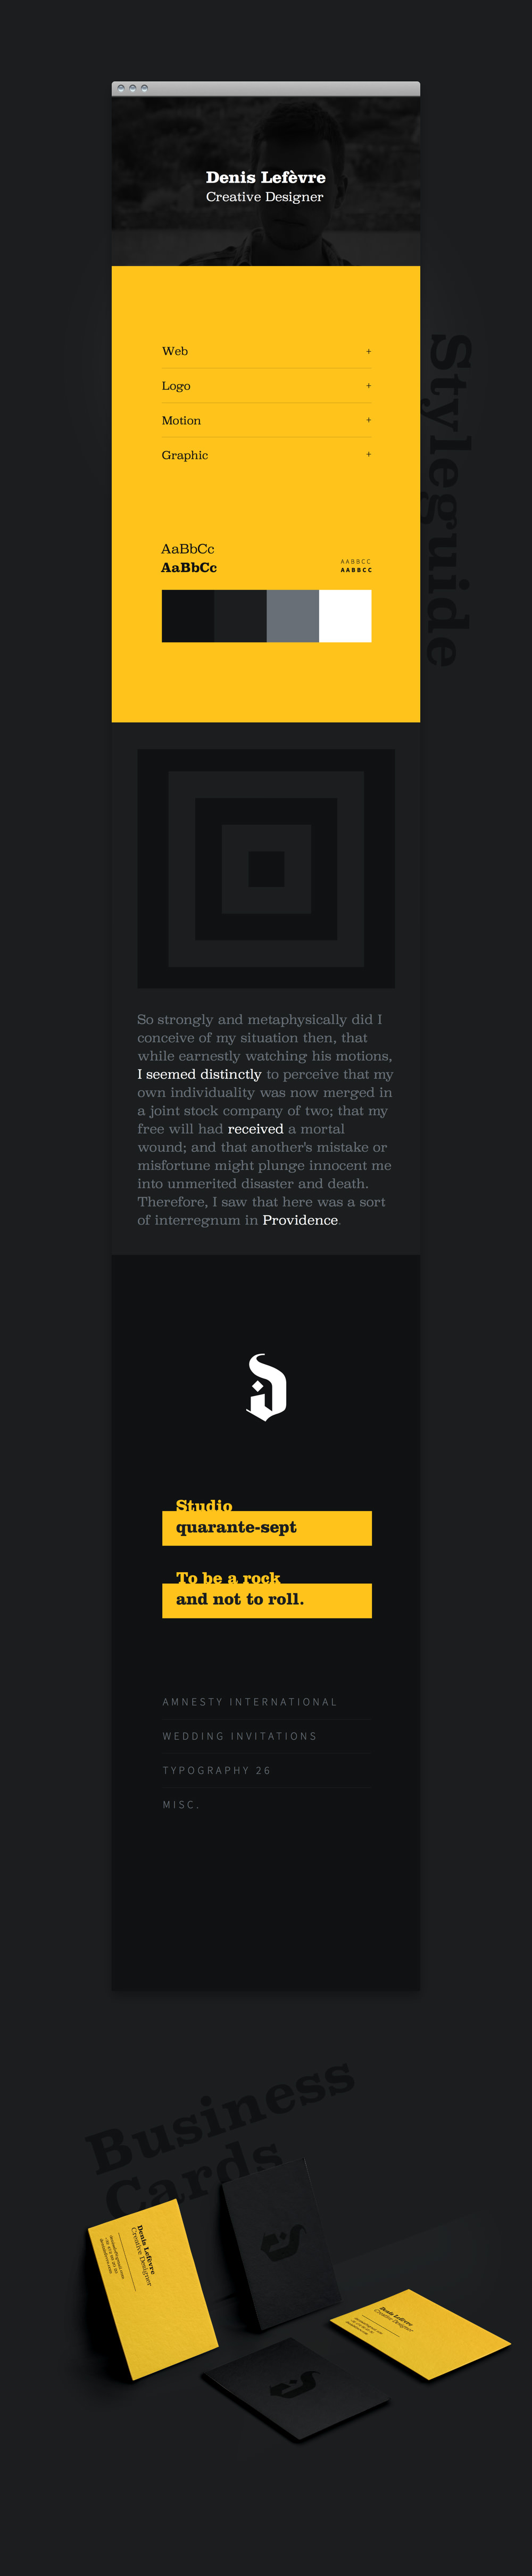 Denis Lefèvre
Creative Designer
Web +
Logo +
Motion +
Graphic +
Styleguide
AaBbCc
AaBbCc
AABBCC
AABBCC
So strongly and metaphysically did I
conceive of my situation then, that
while earnestly watching his motions,
I seemed distinctly to perceive that my
own individuality was now merged in
a joint stock company of two; that my
free will had received a mortal
wound; and that another's mistake or
misfortune might plunge innocent me
into unmerited disaster and death.
Therefore, I saw that here was a sort
of interregnum in Providence.
Studio
quarante-sept
To be a rock
and not to roll.
AMNESTY INTERNATIONAL
WEDDING INVITATIONS
TYPOGRAPHY 26
MISC.
Business
Cards
Denis Lefèvre
Creative Designer
Denis Lefèvre
Creative Designer